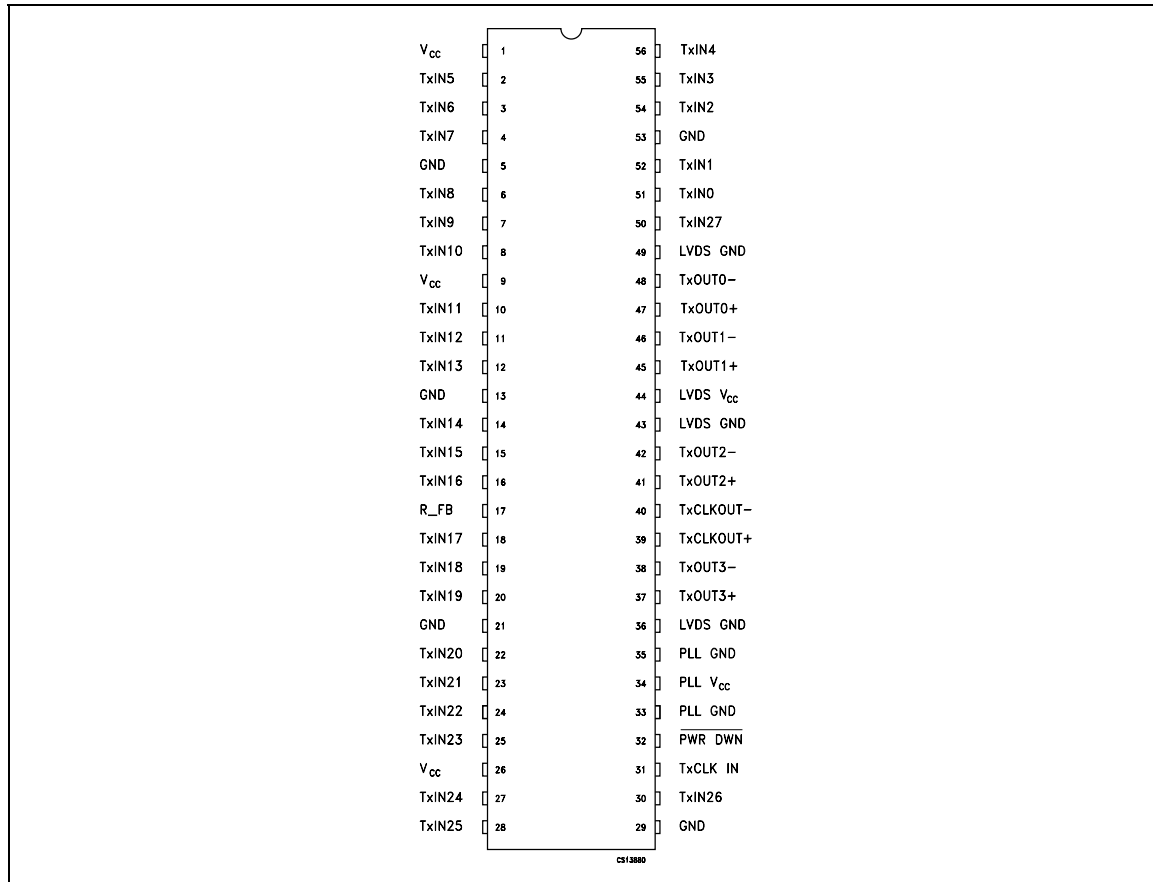 V_CC 1 56 TxIN4
TxIN5 2 55 TxIN3
TxIN6 3 54 TxIN2
TxIN7 4 53 GND
GND 5 52 TxIN1
TxIN8 6 51 TxIN0
TxIN9 7 50 TxIN27
TxIN10 8 49 LVDS GND
V_CC 9 48 TxOUT0-
TxIN11 10 47 TxOUT0+
TxIN12 11 46 TxOUT1-
TxIN13 12 45 TxOUT1+
GND 13 44 LVDS V_CC
TxIN14 14 43 LVDS GND
TxIN15 15 42 TxOUT2-
TxIN16 16 41 TxOUT2+
R_FB 17 40 TxCLKOUT-
TxIN17 18 39 TxCLKOUT+
TxIN18 19 38 TxOUT3-
TxIN19 20 37 TxOUT3+
GND 21 36 LVDS GND
TxIN20 22 35 PLL GND
TxIN21 23 34 PLL V_CC
TxIN22 24 33 PLL GND
TxIN23 25 32 PWR DWN
V_CC 26 31 TxCLK IN
TxIN24 27 30 TxIN26
TxIN25 28 29 GND
CS13880